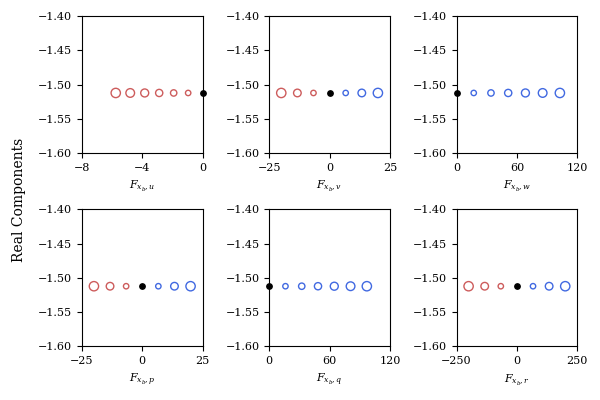 −1.40 −1.40 −1.40
−1.45 −1.45 −1.45
−1.50 −1.50 −1.50
−1.55 −1.55 −1.55
−1.60 −1.60 −1.60
−8 −4 0 −25 0 25 0 60 120
F_{x_b,u} F_{x_b,v} F_{x_b,w}
Real Components
−1.40 −1.40 −1.40
−1.45 −1.45 −1.45
−1.50 −1.50 −1.50
−1.55 −1.55 −1.55
−1.60 −1.60 −1.60
−25 0 25 0 60 120 −250 0 250
F_{x_b,p} F_{x_b,q} F_{x_b,r}